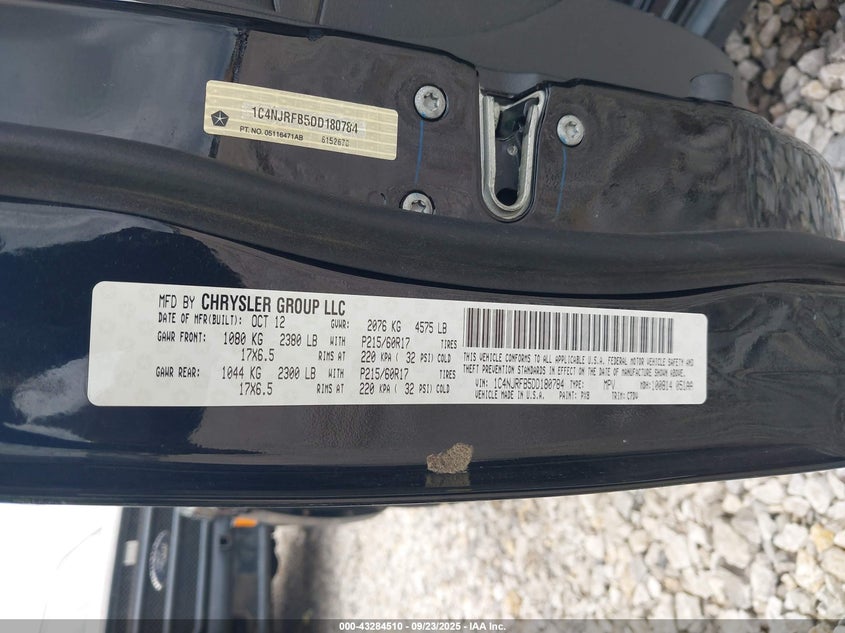 1C4NJRFB5DD180784
PT. NO. 05116471AB 6152670
MFD BY CHRYSLER GROUP LLC
DATE OF MFR(BUILT): OCT 12 GVWR: 2076 KG 4575 LB
GAWR FRONT: 1080 KG 2380 LB WITH P215/60R17 TIRES
17X6.5 RIMS AT 220 KPA ( 32 PSI) COLD
GAWR REAR: 1044 KG 2300 LB WITH P215/60R17 TIRES
17X6.5 RIMS AT 220 KPA ( 32 PSI) COLD
THIS VEHICLE CONFORMS TO ALL APPLICABLE U.S.A. FEDERAL MOTOR VEHICLE SAFETY AND
THEFT PREVENTION STANDARDS IN EFFECT ON THE DATE OF MANUFACTURE SHOWN ABOVE.
VIN: 1C4NJRFB5DD180784 TYPE: MPV MDH: 100814 051AA
VEHICLE MADE IN U.S.A. PAINT: PXB TRIM: C7DV
000-43284510 - 09/23/2025 - IAA Inc.